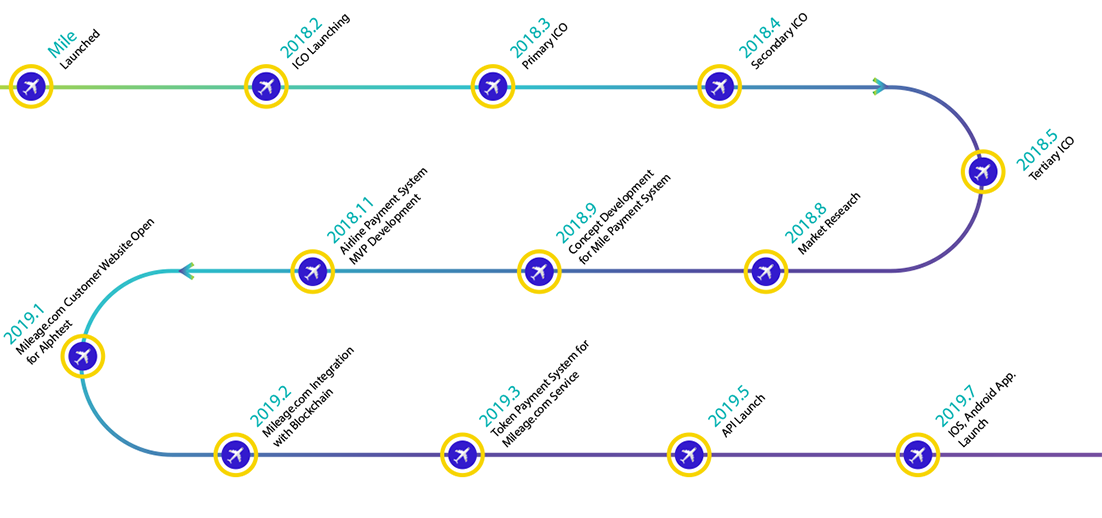 Mile
Launched
2018.2
ICO Launching
2018.3
Primary ICO
2018.4
Secondary ICO
2018.5
Tertiary ICO
2018.8
Market Research
2018.9
Concept Development
for Mile Payment System
2018.11
Airline Payment System
MVP Development
2019.1
Mileage.com Customer Website Open
for Alphtest
2019.2
Mileage.com Integration
with Blockchain
2019.3
Token Payment System for
Mileage.com Service
2019.5
API Launch
2019.7
IOS, Android App.
Launch